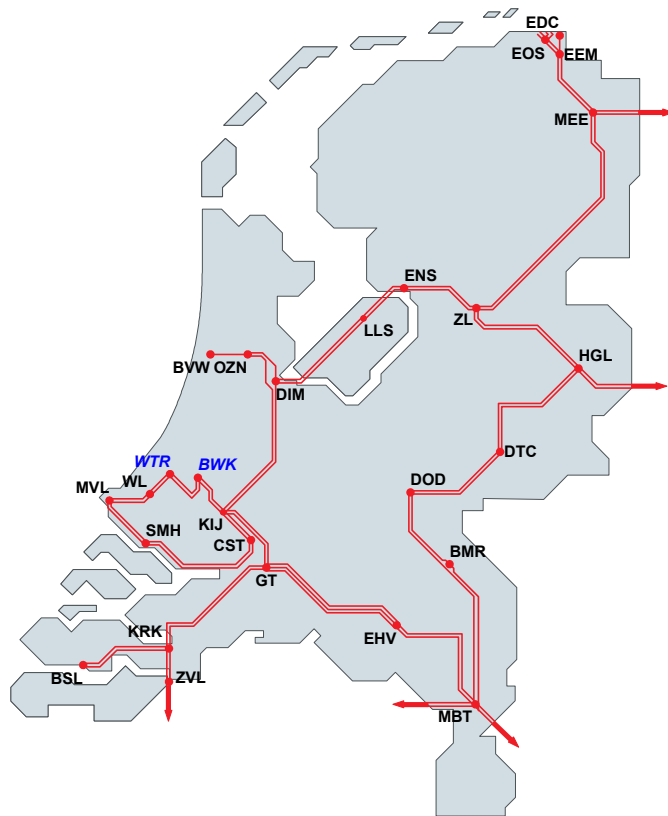 EDC
EOS
EEM
MEE
ENS
ZL
LLS
HGL
BVW OZN
DIM
WTR
BWK
DTC
MVL
WL
DOD
KIJ
SMH
CST
BMR
GT
KRK
EHV
BSL
ZVL
MBT